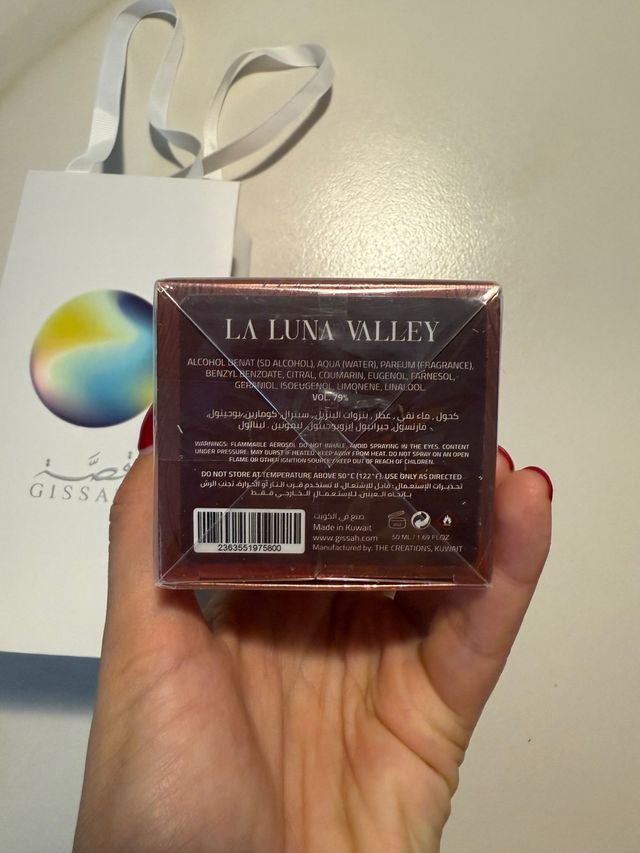 LA LUNA VALLEY
ALCOHOL DENAT (SD ALCOHOL), AQUA (WATER), PARFUM (FRAGRANCE),
BENZYL BENZOATE, CITRAL, COUMARIN, EUGENOL, FARNESOL,
GERANIOL, ISOEUGENOL, LIMONENE, LINALOOL.
VOL. 79%
كحول, ماء نقي, عطر, بنزوات البنزيل, سيترال, كومارين, يوجينول,
فارنسول, جيرانيول إيزويوجينول, ليمونين, لينالول
WARNINGS: FLAMMABLE AEROSOL. DO NOT INHALE. AVOID SPRAYING IN THE EYES. CONTENT
UNDER PRESSURE: MAY BURST IF HEATED. KEEP AWAY FROM HEAT. DO NOT SPRAY ON AN OPEN
FLAME OR OTHER IGNITION SOURCE / KEEP OUT OF REACH OF CHILDREN.
DO NOT STORE AT TEMPERATURE ABOVE 50°C (122°F). USE ONLY AS DIRECTED
تحذيرات الإستعمال: قابل للإشتعال, لا تستخدم قرب النار أو الحرارة, تجنب الرش
بإتجاه العينين, للإستعمال الخارجي فقط
2363551975800
صنع في الكويت
Made in Kuwait
www.gissah.com
Manufactured by: THE CREATIONS, KUWAIT
50 ML / 1.69 FL.OZ
قصة
GISSA